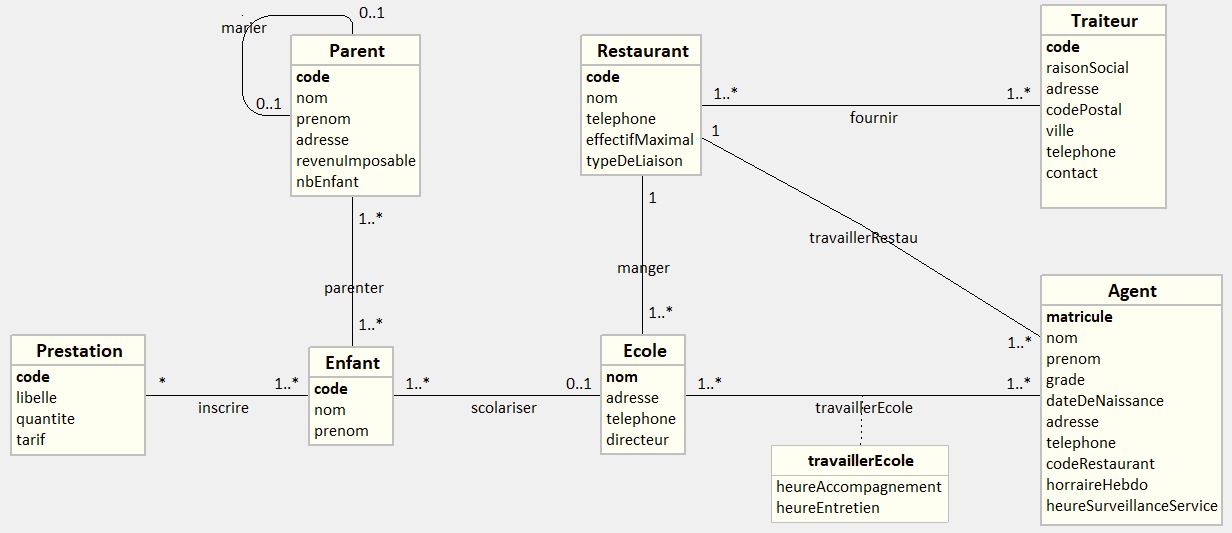 marier
0..1
0..1
Parent
code
nom
prenom
adresse
revenuImposable
nbEnfant
Restaurant
code
nom
telephone
effectifMaximal
typeDeLiaison
1..*
fournir
1..*
Traiteur
code
raisonSocial
adresse
codePostal
ville
telephone
contact
1
travaillerRestau
1..*
1
manger
1..*
1..*
parenter
1..*
Prestation
code
libelle
quantite
tarif
*
inscrire
1..*
Enfant
code
nom
prenom
1..*
scolariser
0..1
Ecole
nom
adresse
telephone
directeur
1..*
travaillerEcole
1..*
travaillerEcole
heureAccompagnement
heureEntretien
Agent
matricule
nom
prenom
grade
dateDeNaissance
adresse
telephone
codeRestaurant
horraireHebdo
heureSurveillanceService